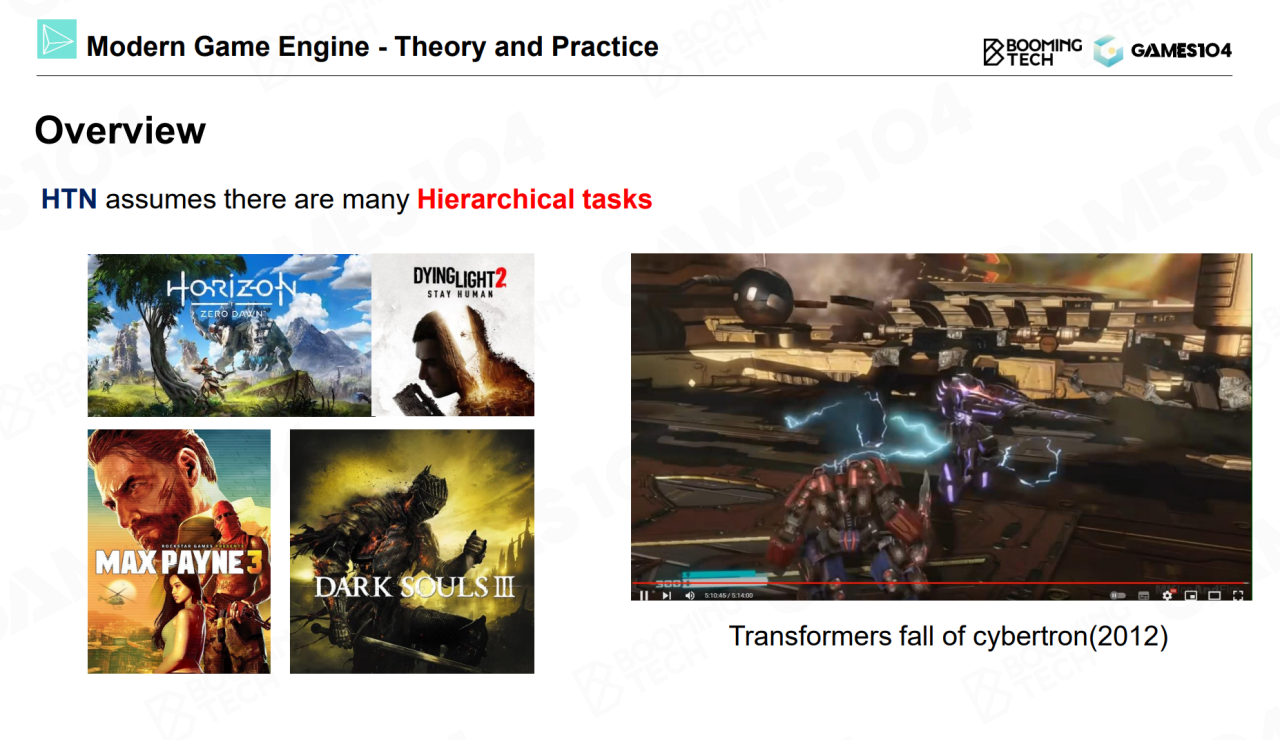 Modern Game Engine - Theory and Practice
BOOMING
TECH
GAMES104
Overview
HTN assumes there are many Hierarchical tasks
HORIZON
ZERO DAWN
DYING LIGHT 2
STAY HUMAN
ROCKSTAR GAMES PRESENTS
MAX PAYNE 3
DARK SOULS III
5:10:45 / 5:14:00
Transformers fall of cybertron(2012)